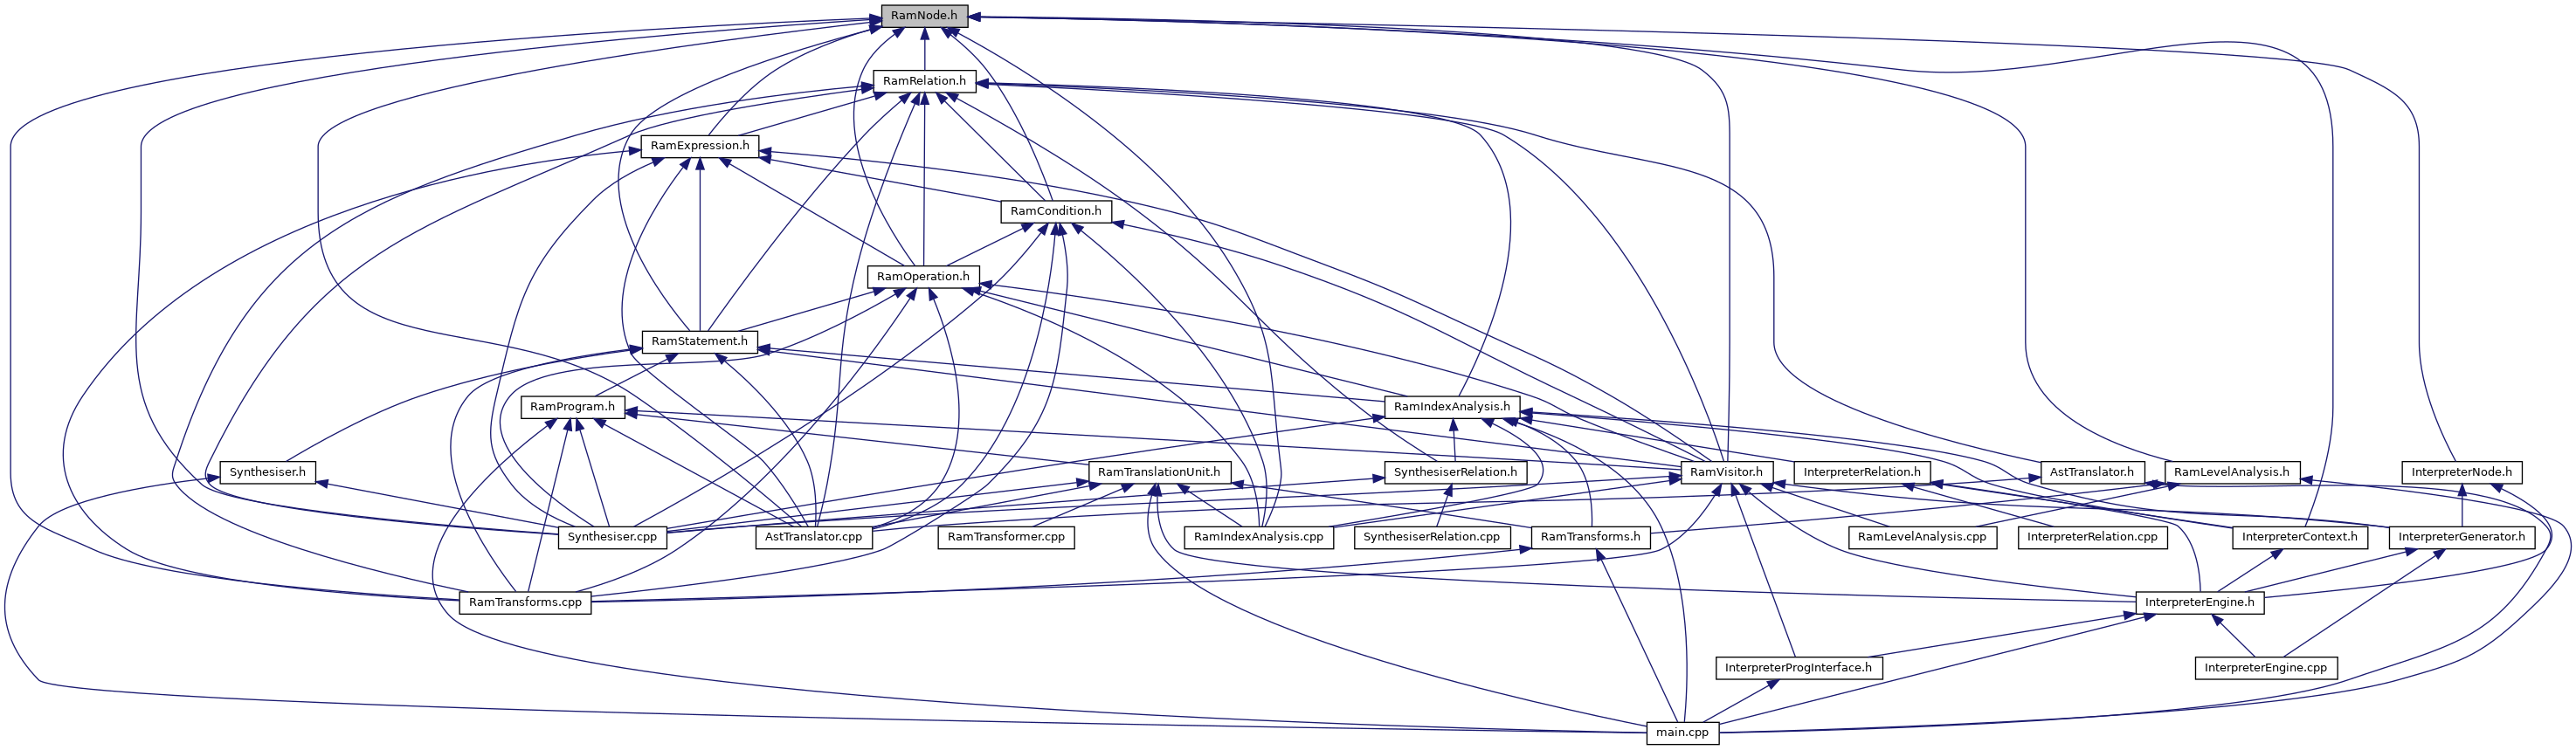 RamNode.h
RamRelation.h
RamExpression.h
RamCondition.h
RamOperation.h
RamStatement.h
RamProgram.h
RamIndexAnalysis.h
Synthesiser.h
RamTranslationUnit.h
SynthesiserRelation.h
RamVisitor.h
InterpreterRelation.h
AstTranslator.h
RamLevelAnalysis.h
InterpreterNode.h
Synthesiser.cpp
AstTranslator.cpp
RamTransformer.cpp
RamIndexAnalysis.cpp
SynthesiserRelation.cpp
RamTransforms.h
RamLevelAnalysis.cpp
InterpreterRelation.cpp
InterpreterContext.h
InterpreterGenerator.h
RamTransforms.cpp
InterpreterEngine.h
InterpreterProgInterface.h
InterpreterEngine.cpp
main.cpp